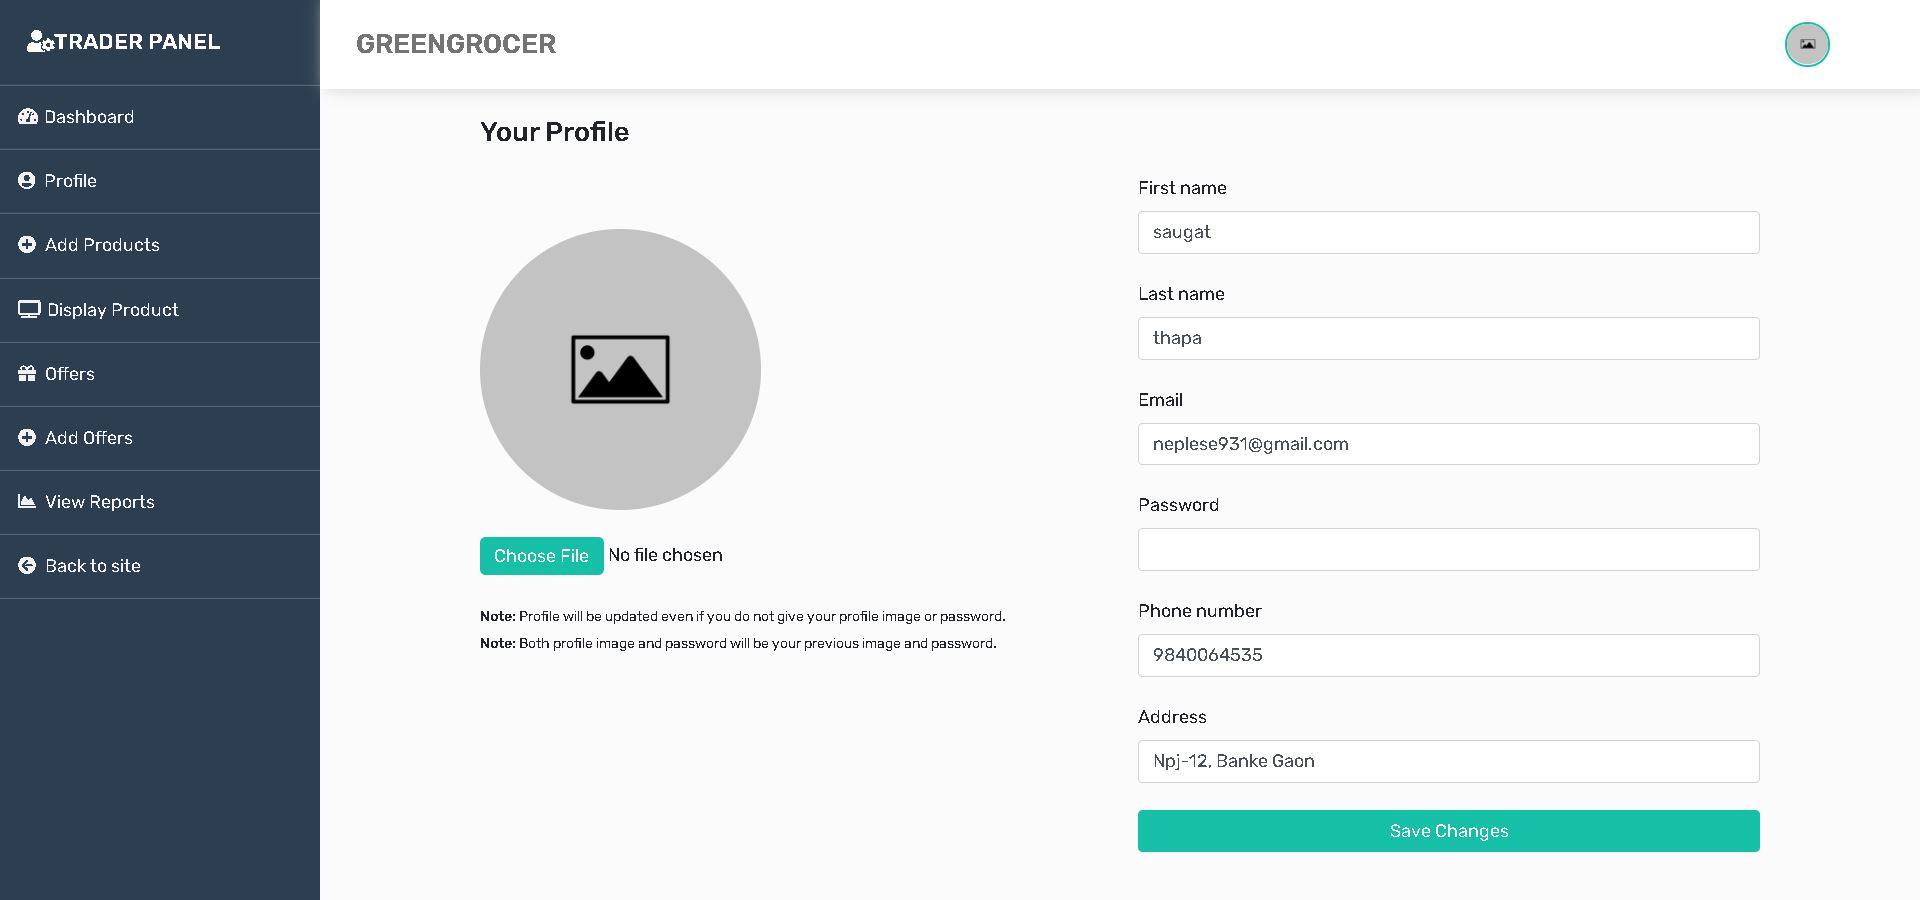 TRADER PANEL
Dashboard
Profile
Add Products
Display Product
Offers
Add Offers
View Reports
Back to site
GREENGROCER
Your Profile
Choose File No file chosen
Note: Profile will be updated even if you do not give your profile image or password.
Note: Both profile image and password will be your previous image and password.
First name
saugat
Last name
thapa
Email
neplese931@gmail.com
Password
Phone number
9840064535
Address
Npj-12, Banke Gaon
Save Changes